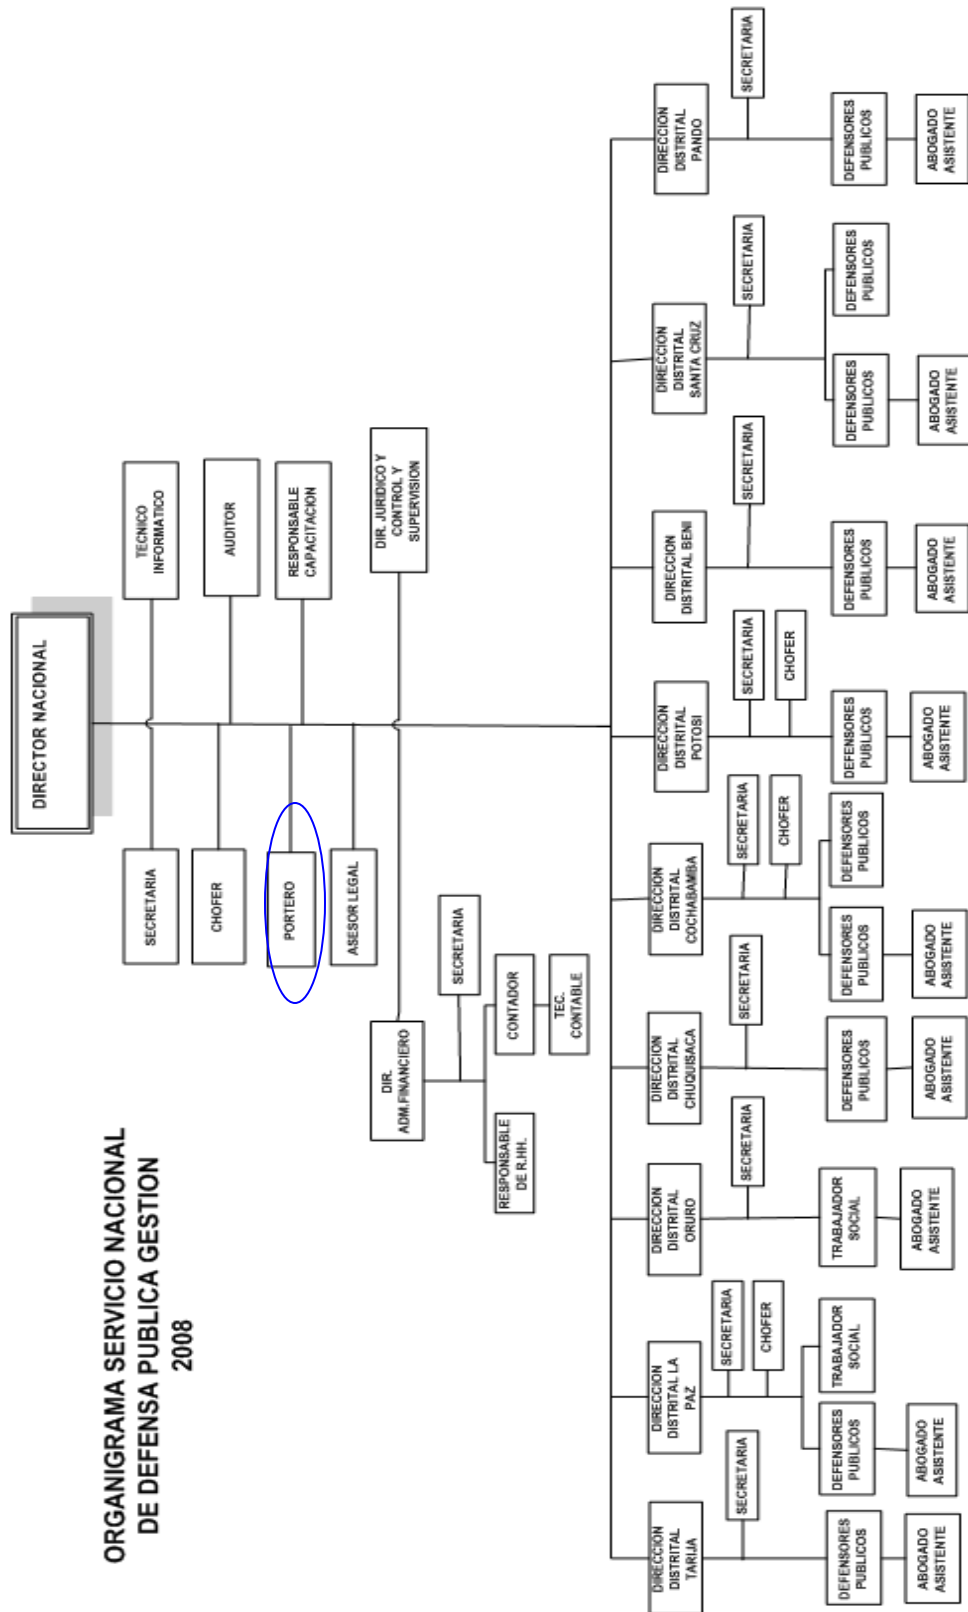 ORGANIGRAMA SERVICIO NACIONAL
DE DEFENSA PUBLICA GESTION
2008
DIRECTOR NACIONAL
SECRETARIA
TECNICO
INFORMATICO
CHOFER
AUDITOR
PORTERO
RESPONSABLE
CAPACITACION
ASESOR LEGAL
DIR.
ADM.FINANCIERO
DIR. JURIDICO Y
CONTROL Y
SUPERVISION
SECRETARIA
RESPONSABLE
DE R.HH.
CONTADOR
TEC.
CONTABLE
DIRECCION
DISTRITAL
TARIJA
SECRETARIA
DEFENSORES
PUBLICOS
ABOGADO
ASISTENTE
DIRECCION
DISTRITAL LA
PAZ
SECRETARIA
CHOFER
DEFENSORES
PUBLICOS
TRABAJADOR
SOCIAL
ABOGADO
ASISTENTE
DIRECCION
DISTRITAL
ORURO
SECRETARIA
TRABAJADOR
SOCIAL
ABOGADO
ASISTENTE
DIRECCION
DISTRITAL
CHUQUISACA
SECRETARIA
DEFENSORES
PUBLICOS
ABOGADO
ASISTENTE
DIRECCION
DISTRITAL
COCHABAMBA
SECRETARIA
CHOFER
DEFENSORES
PUBLICOS
DEFENSORES
PUBLICOS
ABOGADO
ASISTENTE
DIRECCION
DISTRITAL
POTOSI
SECRETARIA
CHOFER
DEFENSORES
PUBLICOS
ABOGADO
ASISTENTE
DIRECCION
DISTRITAL BENI
SECRETARIA
DEFENSORES
PUBLICOS
ABOGADO
ASISTENTE
DIRECCION
DISTRITAL
SANTA CRUZ
SECRETARIA
DEFENSORES
PUBLICOS
DEFENSORES
PUBLICOS
ABOGADO
ASISTENTE
DIRECCION
DISTRITAL
PANDO
SECRETARIA
DEFENSORES
PUBLICOS
ABOGADO
ASISTENTE